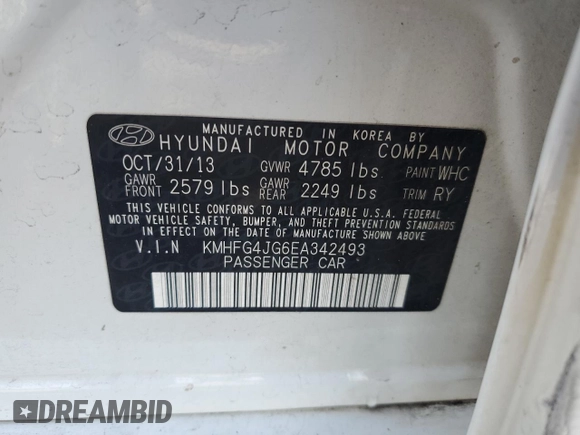 MANUFACTURED IN KOREA BY
HYUNDAI MOTOR COMPANY
OCT/31/13 GVWR 4785 lbs. PAINT WHC
GAWR FRONT 2579 lbs GAWR REAR 2249 lbs. TRIM RY
THIS VEHICLE CONFORMS TO ALL APPLICABLE U.S.A. FEDERAL
MOTOR VEHICLE SAFETY, BUMPER, AND THEFT PREVENTION STANDARDS
IN EFFECT ON THE DATE OF MANUFACTURE SHOWN ABOVE.
V.I.N KMHFG4JG6EA342493
PASSENGER CAR
DREAMBID